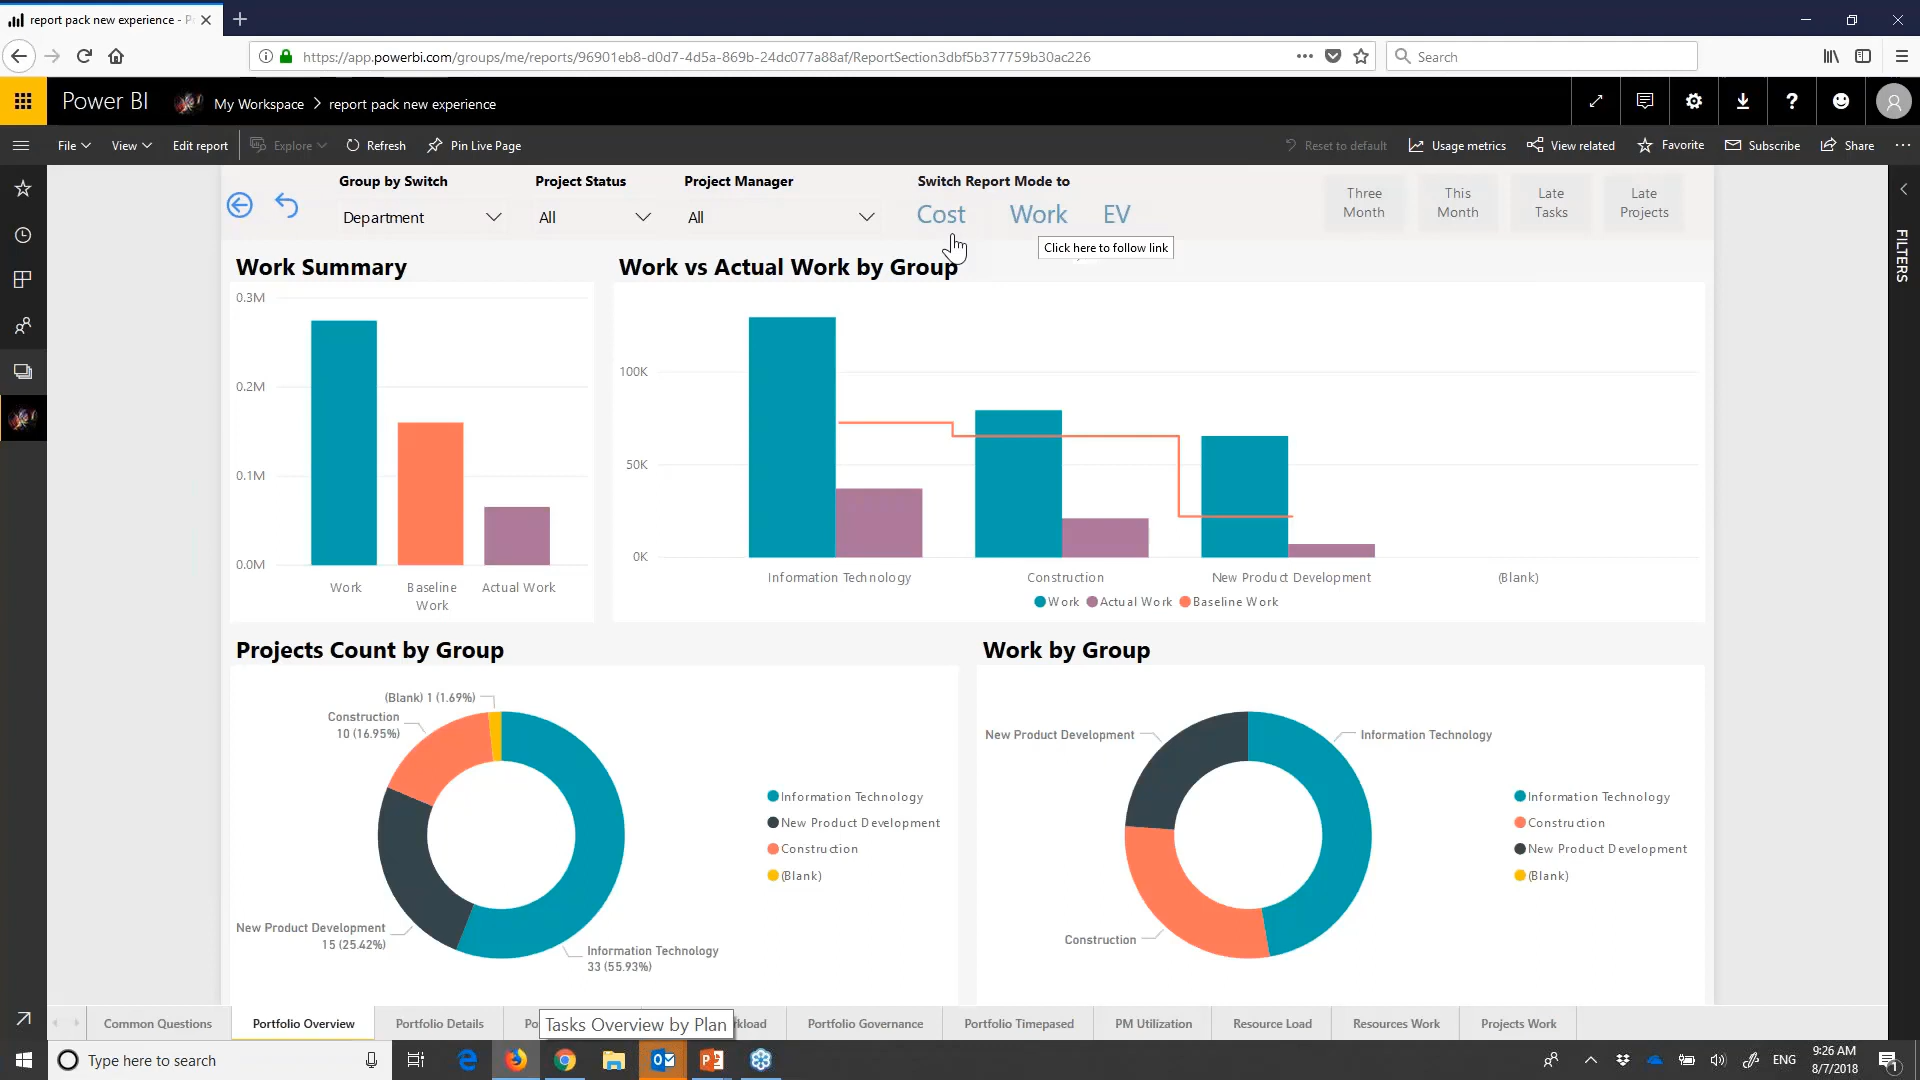 report pack new experience - P
https://app.powerbi.com/groups/me/reports/96901eb8-d0d7-4d5a-869b-24dc077a88af/ReportSection3dbf5b377759b30ac226
Search
Power BI
My Workspace > report pack new experience
File
View
Edit report
Explore
Refresh
Pin Live Page
Reset to default
Usage metrics
View related
Favorite
Subscribe
Share
Group by Switch
Department
Project Status
All
Project Manager
All
Switch Report Mode to
Cost
Work
EV
Click here to follow link
Three
Month
This
Month
Late
Tasks
Late
Projects
FILTERS
Work Summary
0.3M
0.2M
0.1M
0.0M
Work
Baseline
Work
Actual Work
Work vs Actual Work by Group
100K
50K
0K
Information Technology
Construction
New Product Development
(Blank)
Work
Actual Work
Baseline Work
Projects Count by Group
(Blank) 1 (1.69%)
Construction
10 (16.95%)
New Product Development
15 (25.42%)
Information Technology
33 (55.93%)
Information Technology
New Product Development
Construction
(Blank)
Work by Group
New Product Development
Information Technology
Construction
Information Technology
Construction
New Product Development
(Blank)
Common Questions
Portfolio Overview
Portfolio Details
Po
Tasks Overview by Plan
kload
Portfolio Governance
Portfolio Timepased
PM Utilization
Resource Load
Resources Work
Projects Work
Type here to search
ENG
9:26 AM
8/7/2018
1